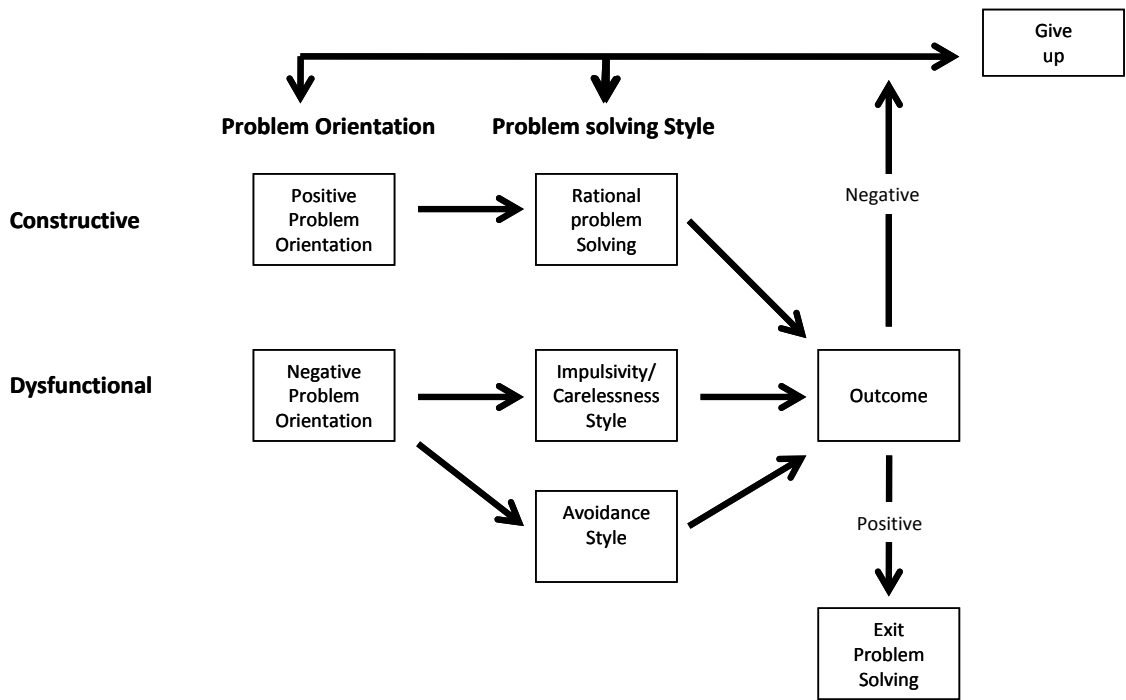 Give
up
Problem Orientation
Problem solving Style
Positive
Problem
Orientation
Rational
problem
Solving
Negative
Constructive
Negative
Problem
Orientation
Impulsivity/
Carelessness
Style
Outcome
Dysfunctional
Avoidance
Style
Positive
Exit
Problem
Solving